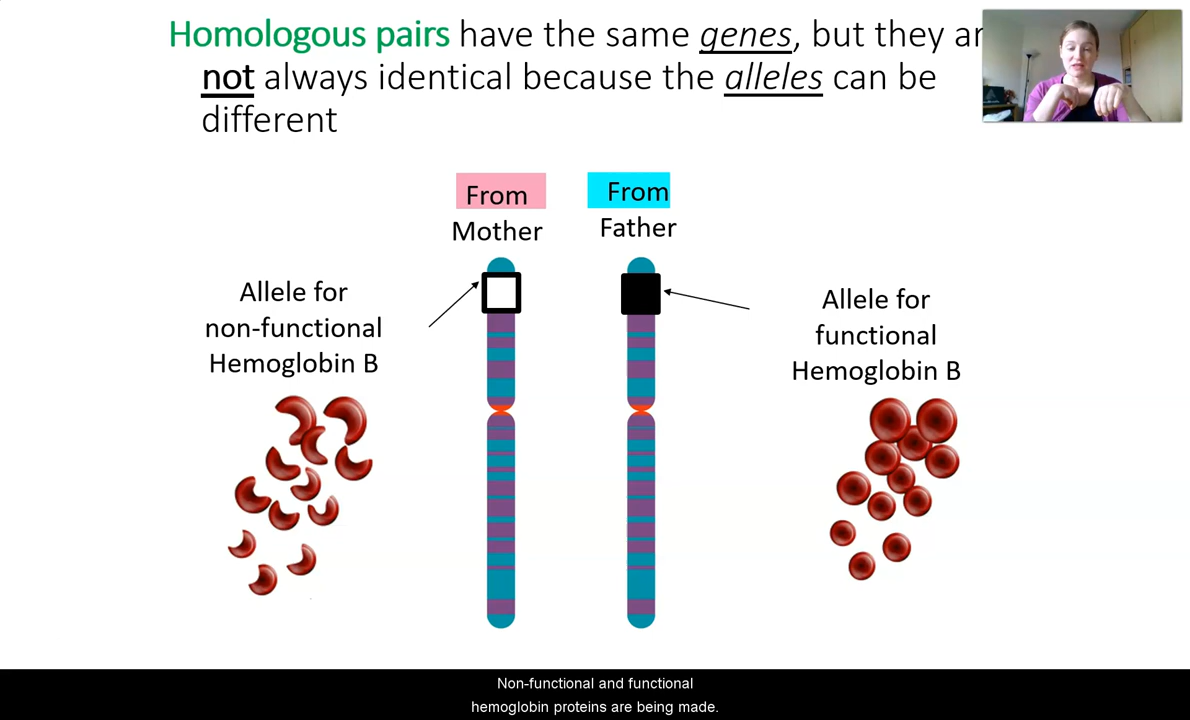 Homologous pairs have the same genes, but they ar
not always identical because the alleles can be
different
From
Mother
From
Father
Allele for
non-functional
Hemoglobin B
Allele for
functional
Hemoglobin B
Non-functional and functional
hemoglobin proteins are being made.